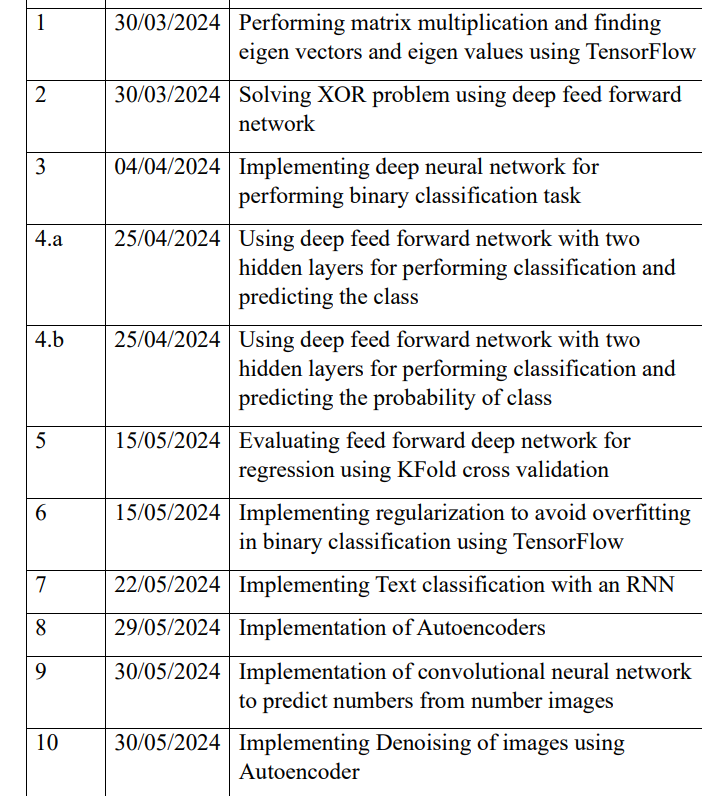 1 30/03/2024 Performing matrix multiplication and finding
eigen vectors and eigen values using TensorFlow
2 30/03/2024 Solving XOR problem using deep feed forward
network
3 04/04/2024 Implementing deep neural network for
performing binary classification task
4.a 25/04/2024 Using deep feed forward network with two
hidden layers for performing classification and
predicting the class
4.b 25/04/2024 Using deep feed forward network with two
hidden layers for performing classification and
predicting the probability of class
5 15/05/2024 Evaluating feed forward deep network for
regression using KFold cross validation
6 15/05/2024 Implementing regularization to avoid overfitting
in binary classification using TensorFlow
7 22/05/2024 Implementing Text classification with an RNN
8 29/05/2024 Implementation of Autoencoders
9 30/05/2024 Implementation of convolutional neural network
to predict numbers from number images
10 30/05/2024 Implementing Denoising of images using
Autoencoder